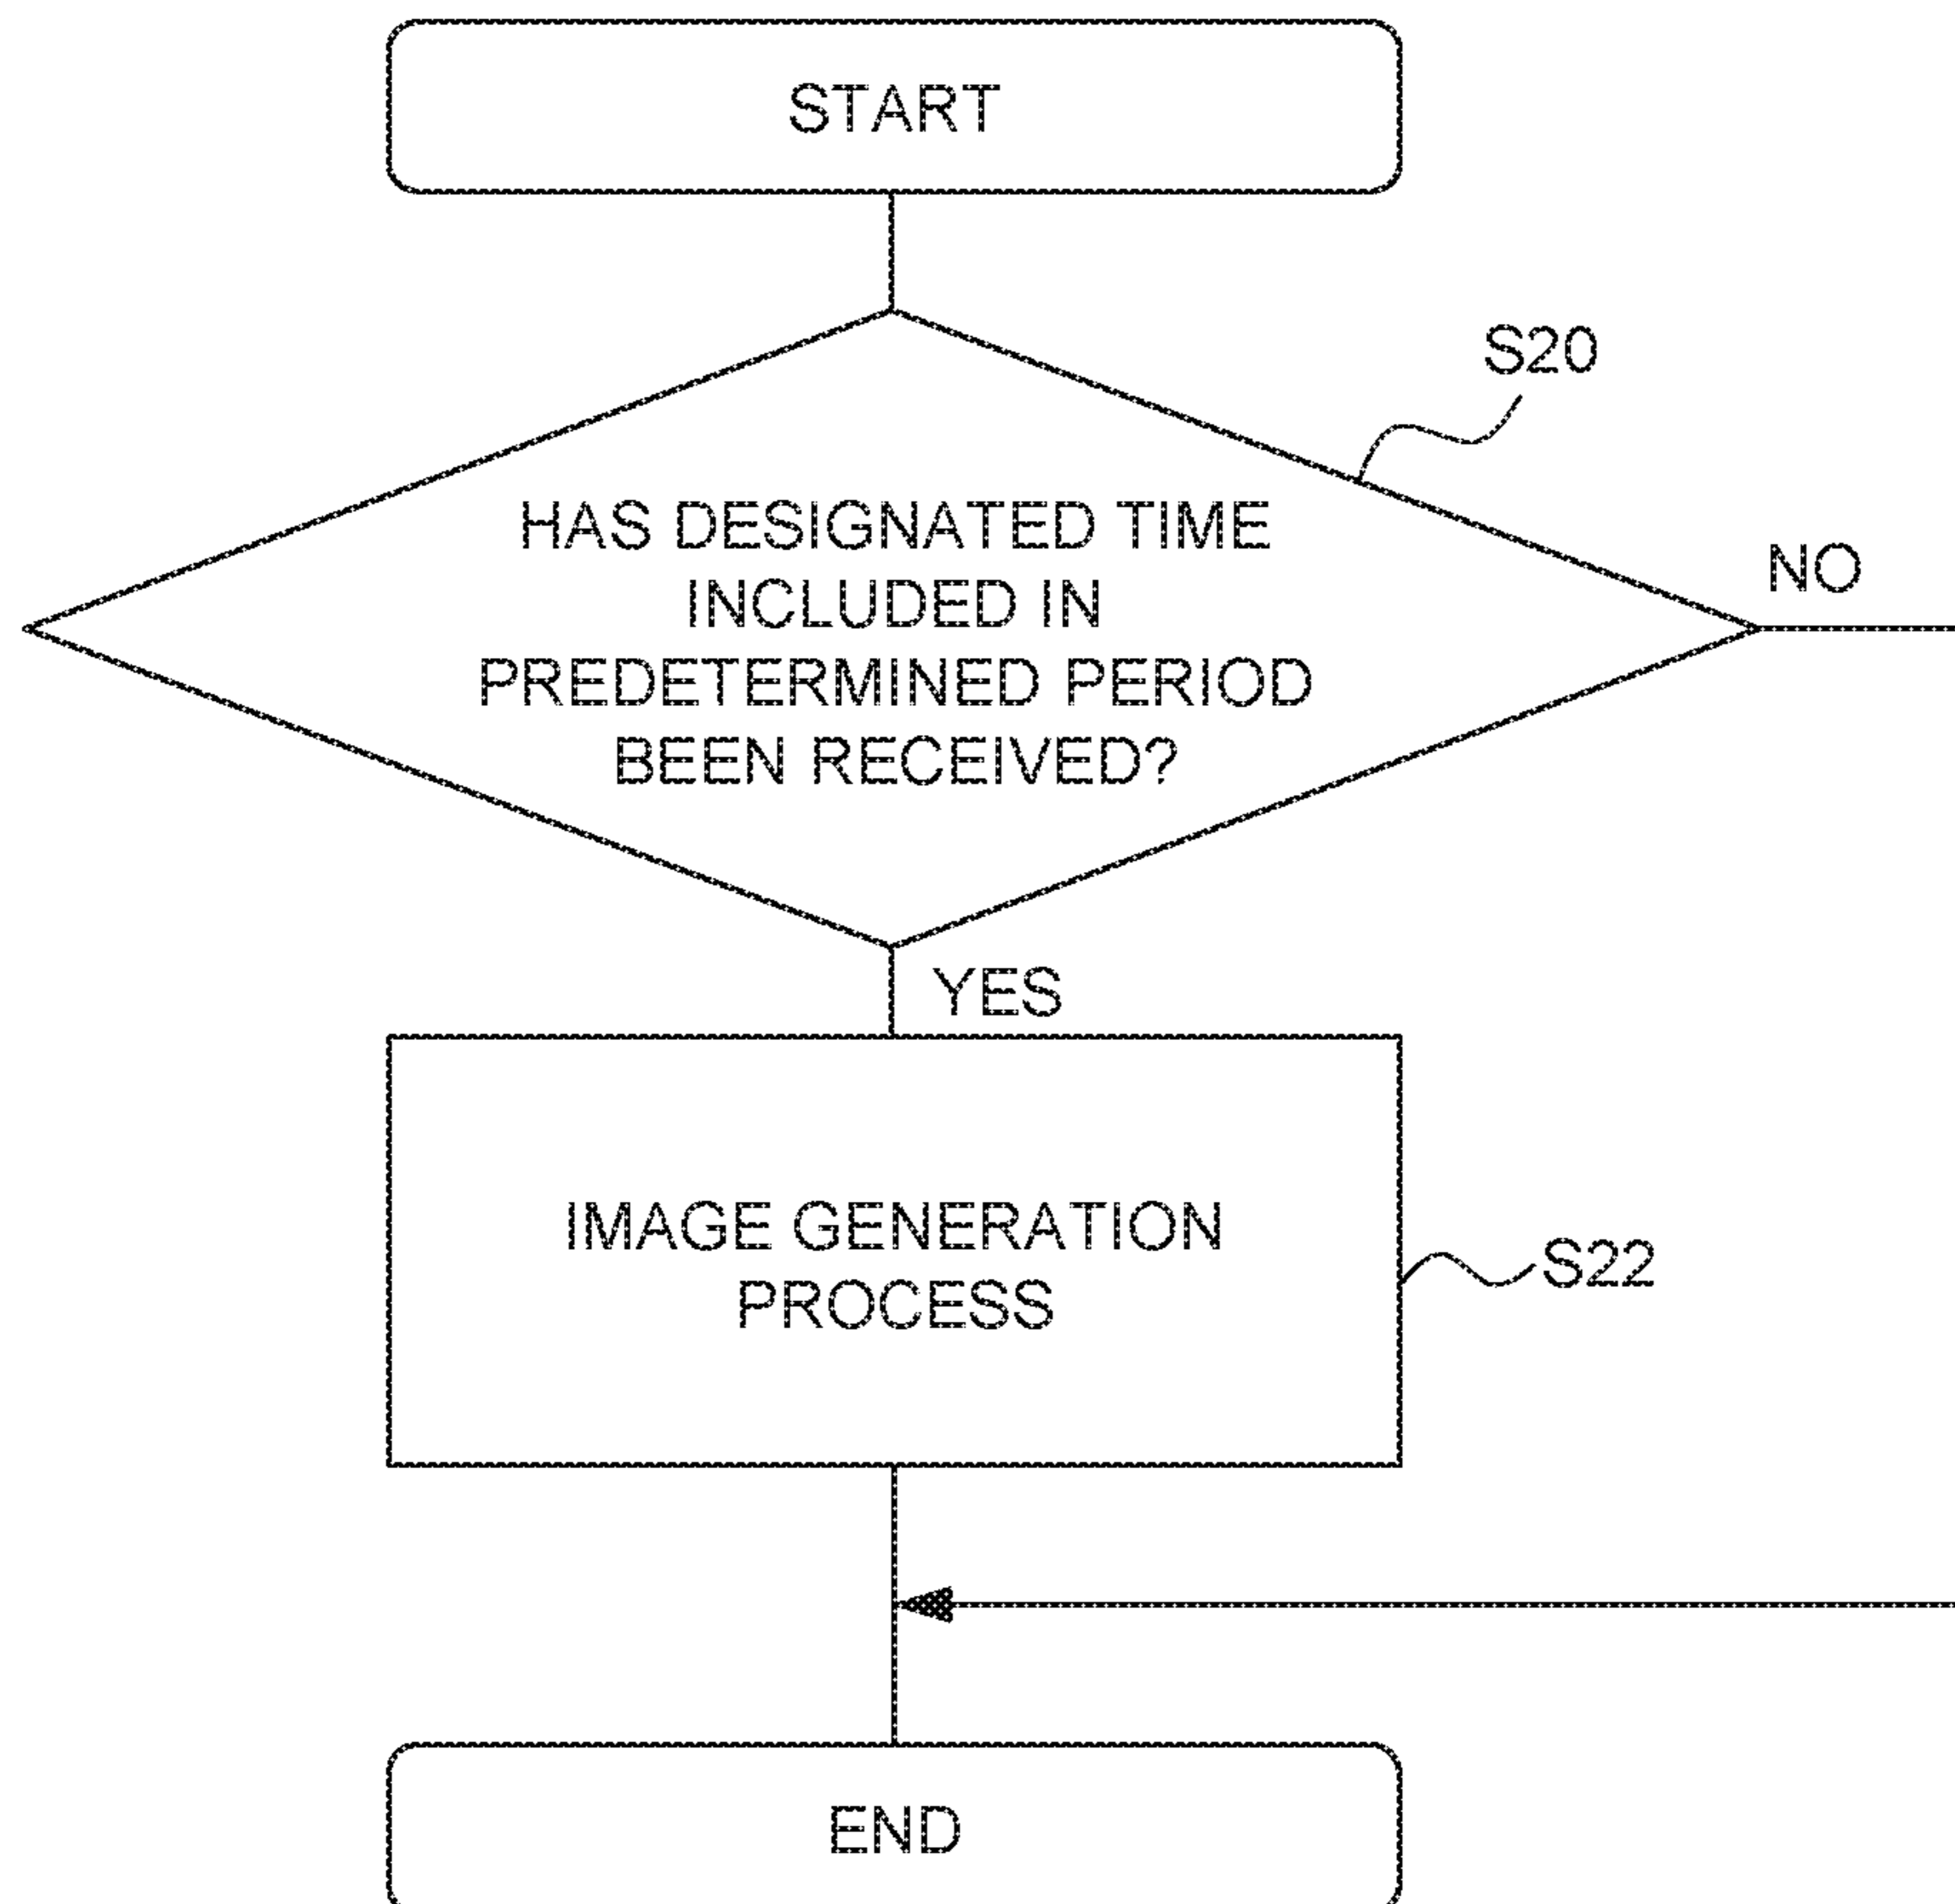 START
S20
HAS DESIGNATED TIME
INCLUDED IN
PREDETERMINED PERIOD
BEEN RECEIVED?
NO
YES
IMAGE GENERATION
PROCESS
S22
END